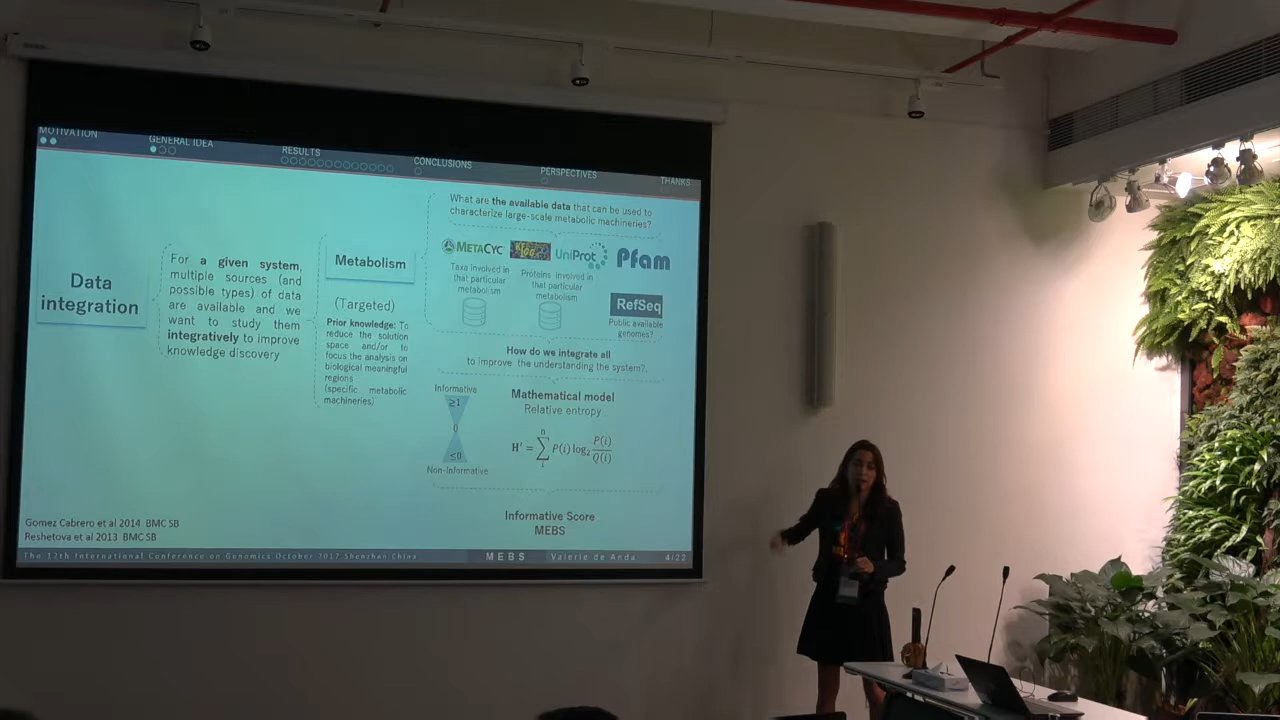 MOTIVATION
GENERAL IDEA
RESULTS
CONCLUSIONS
PERSPECTIVES
THANKS
Data
integration
For a given system,
multiple sources (and
possible types) of data
are available and we
want to study them
integratively to improve
knowledge discovery
Metabolism
(Targeted)
Prior knowledge: To
reduce the solution
space and/or to
focus the analysis on
biological meaningful
regions
(specific metabolic
machineries)
What are the available data that can be used to
characterize large-scale metabolic machineries?
METACYC
KEGG
UniProt
Pfam
Taxa involved in
that particular
metabolism
Proteins involved in
that particular
metabolism
RefSeq
Public available
genomes?
How do we integrate all
to improve the understanding the system?.
Informative
≥1
0
≤0
Non-Informative
Mathematical model
Relative entropy
H' = ∑ n i P(i) log₂ P(i)/Q(i)
Informative Score
MEBS
Gomez Cabrero et al 2014 BMC SB
Reshetova et al 2013 BMC SB
The 12th International Conference on Genomics October 2017 Shenzhen China
MEBS
Valerie de Anda
4/22